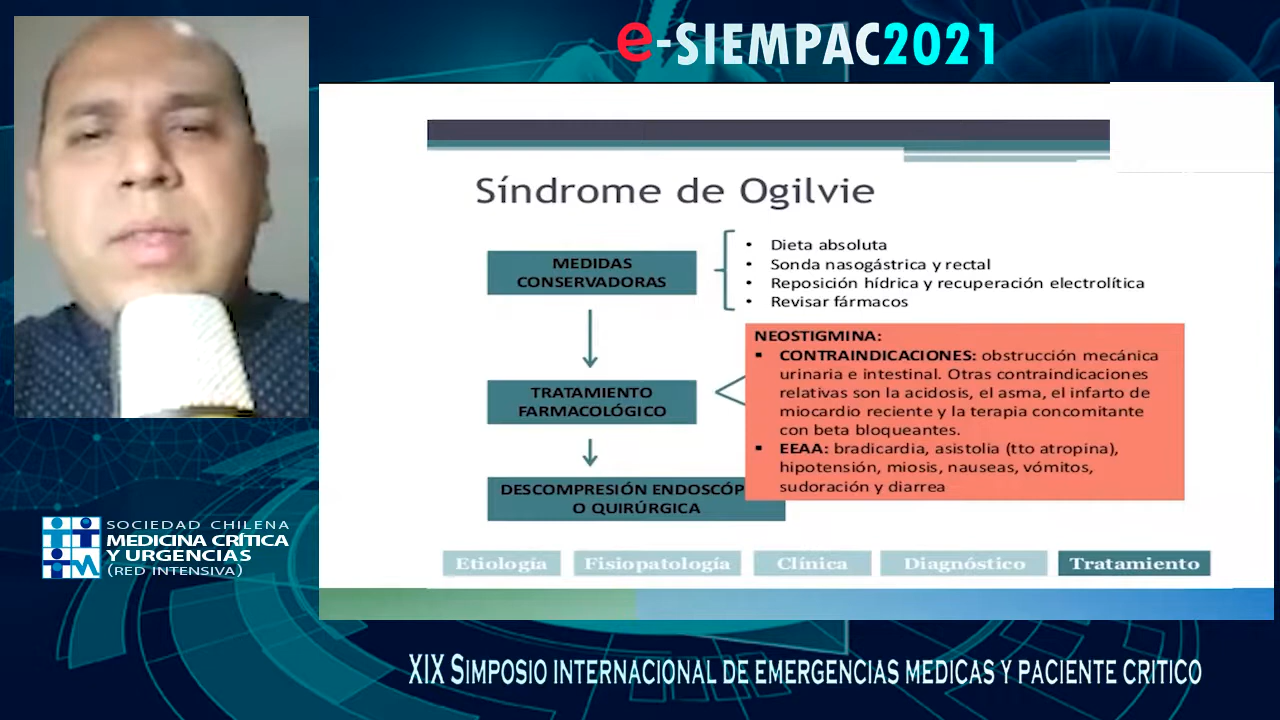 e-SIEMPAC2021
Síndrome de Ogilvie
MEDIDAS
CONSERVADORAS
• Dieta absoluta
• Sonda nasogástrica y rectal
• Reposición hídrica y recuperación electrolítica
• Revisar fármacos
TRATAMIENTO
FARMACOLÓGICO
NEOSTIGMINA:
▪ CONTRAINDICACIONES: obstrucción mecánica
urinaria e intestinal. Otras contraindicaciones
relativas son la acidosis, el asma, el infarto de
miocardio reciente y la terapia concomitante
con beta bloqueantes.
▪ EEAA: bradicardia, asistolia (tto atropina),
hipotensión, miosis, nauseas, vómitos,
sudoración y diarrea
DESCOMPRESIÓN ENDOSCÓP
O QUIRÚRGICA
Etiología Fisiopatología Clínica Diagnóstico Tratamiento
SOCIEDAD CHILENA
MEDICINA CRÍTICA
Y URGENCIAS
(RED INTENSIVA)
XIX SIMPOSIO INTERNACIONAL DE EMERGENCIAS MEDICAS Y PACIENTE CRITICO